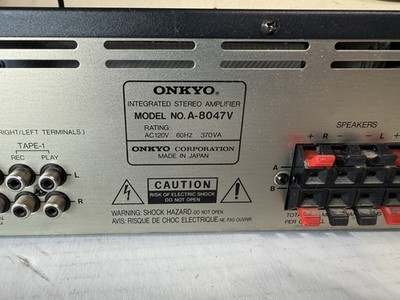 ONKYO®
INTEGRATED STEREO AMPLIFIER
MODEL NO. A-8047V
RATING:
AC120V 60HZ 370VA
ONKYO CORPORATION
MADE IN JAPAN
RIGHT/LEFT TERMINALS.)
TAPE-1
REC PLAY
L
R
CAUTION
RISK OF ELECTRIC SHOCK
DO NOT OPEN
WARNING: SHOCK HAZARD-DO NOT OPEN
AVIS: RISQUE DE CHOC ELECTRIQUE-NE PAS OUVRIR
SPEAKERS
+ R - - L +
A
B
PER